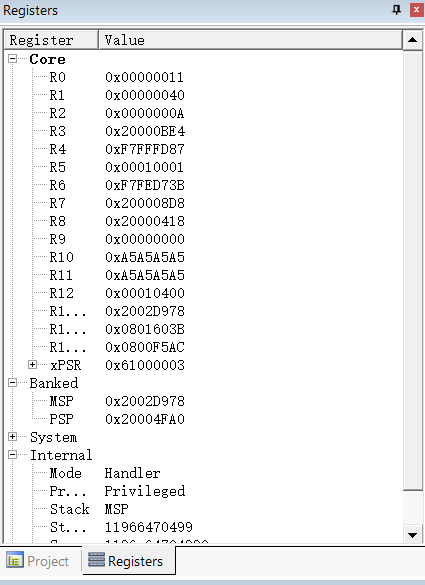 Registers
Register Value
Core
R0 0x00000011
R1 0x00000040
R2 0x0000000A
R3 0x20000BE4
R4 0xF7FFFD87
R5 0x00010001
R6 0xF7FED73B
R7 0x200008D8
R8 0x20000418
R9 0x00000000
R10 0xA5A5A5A5
R11 0xA5A5A5A5
R12 0x00010400
R1... 0x2002D978
R1... 0x0801603B
R1... 0x0800F5AC
xPSR 0x61000003
Banked
MSP 0x2002D978
PSP 0x20004FA0
System
Internal
Mode Handler
Pr... Privileged
Stack MSP
St... 11966470499
Project Registers